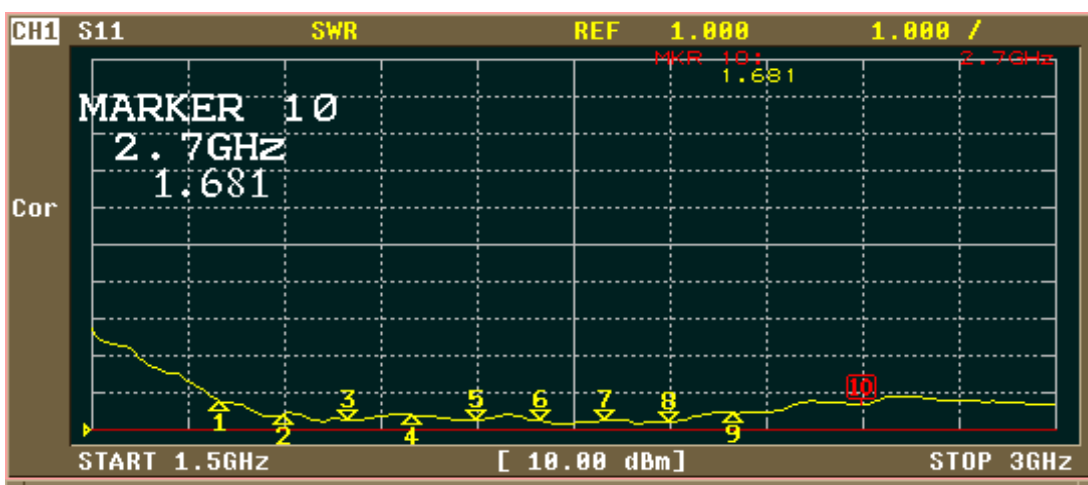 CH1 S11 SWR REF 1.000 1.000 /
MKR 10: 2.7GHz
1.681
MARKER 10
2.7GHz
1.681
Cor
1 2 3 4 5 6 7 8 9 10
START 1.5GHz [ 10.00 dBm] STOP 3GHz